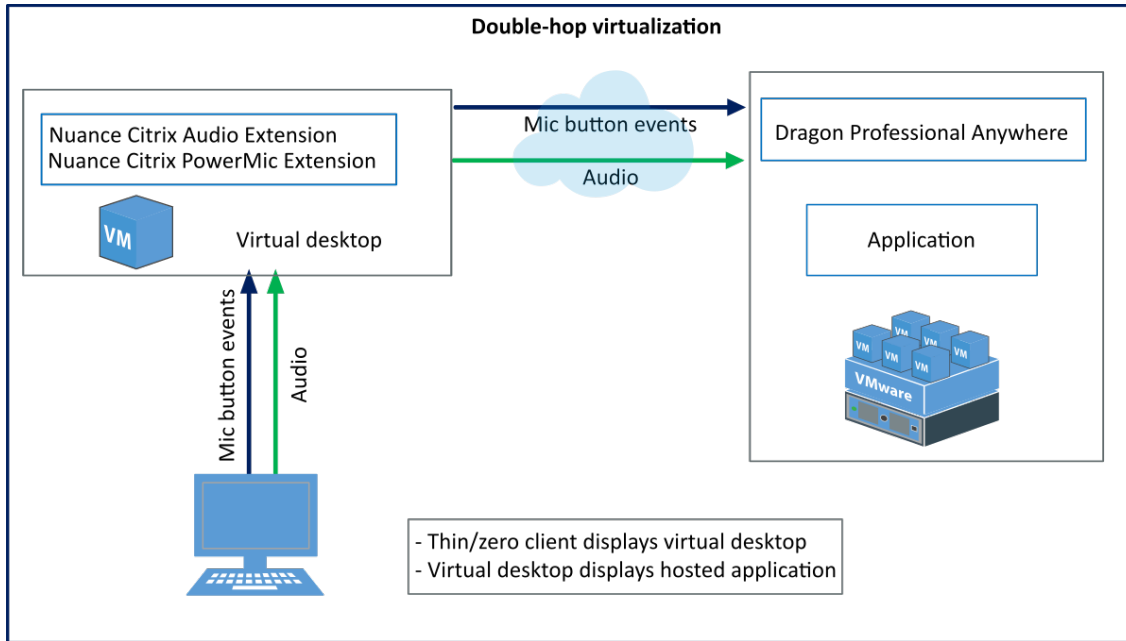 Double-hop virtualization
Nuance Citrix Audio Extension
Nuance Citrix PowerMic Extension
VM
Virtual desktop
Mic button events
Audio
Dragon Professional Anywhere
Application
VM
VM
VM
VM
VM
VM
VMware
Mic button events
Audio
- Thin/zero client displays virtual desktop
- Virtual desktop displays hosted application